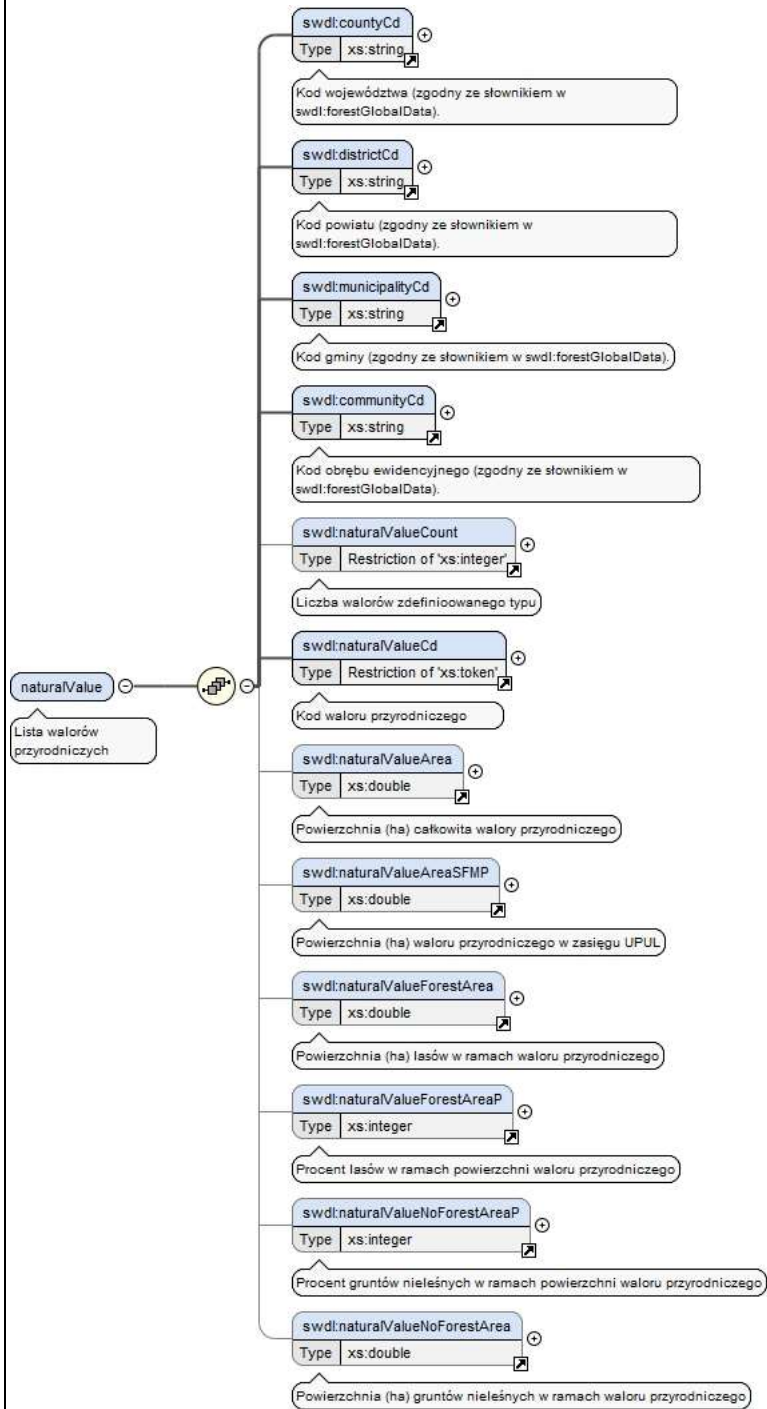 swdl:countyCd
Type xs:string
Kod województwa (zgodny ze słownikiem w
swdl:forestGlobalData).
swdl:districtCd
Type xs:string
Kod powiatu (zgodny ze słownikiem w
swdl:forestGlobalData).
swdl:municipalityCd
Type xs:string
Kod gminy (zgodny ze słownikiem w swdl:forestGlobalData).
swdl:communityCd
Type xs:string
Kod obrębu ewidencyjnego (zgodny ze słownikiem w
swdl:forestGlobalData).
swdl:naturalValueCount
Type Restriction of 'xs:integer'
Liczba walorów zdefinioowanego typu
swdl:naturalValueCd
Type Restriction of 'xs:token'
Kod waloru przyrodniczego
naturalValue
Lista walorów
przyrodniczych
swdl:naturalValueArea
Type xs:double
Powierzchnia (ha) całkowita walory przyrodniczego
swdl:naturalValueAreaSFMP
Type xs:double
Powierzchnia (ha) waloru przyrodniczego w zasięgu UPUL
swdl:naturalValueForestArea
Type xs:double
Powierzchnia (ha) lasów w ramach waloru przyrodniczego
swdl:naturalValueForestAreaP
Type xs:integer
Procent lasów w ramach powierzchni waloru przyrodniczego
swdl:naturalValueNoForestAreaP
Type xs:integer
Procent gruntów nieleśnych w ramach powierzchni waloru przyrodniczego
swdl:naturalValueNoForestArea
Type xs:double
Powierzchnia (ha) gruntów nieleśnych w ramach waloru przyrodniczego